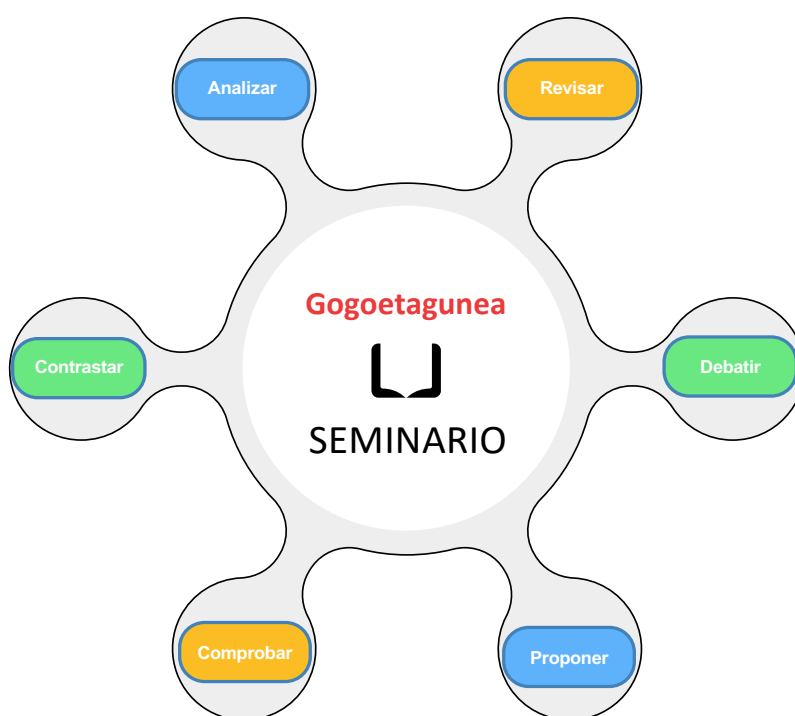 Analizar
Revisar
Gogoetagunea
Contrastar
Debatir
SEMINARIO
Comprobar
Proponer